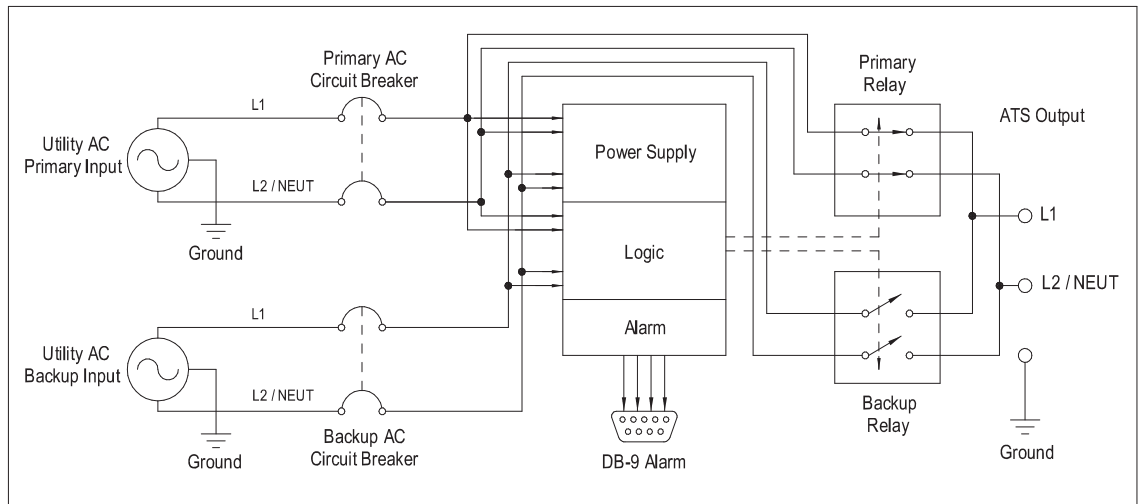 Primary AC
Circuit Breaker
L1
Utility AC
Primary Input
L2 / NEUT
Ground
Power Supply
Logic
Alarm
Primary
Relay
ATS Output
L1
L2 / NEUT
L1
Utility AC
Backup Input
L2 / NEUT
Ground
Backup AC
Circuit Breaker
DB-9 Alarm
Backup
Relay
Ground